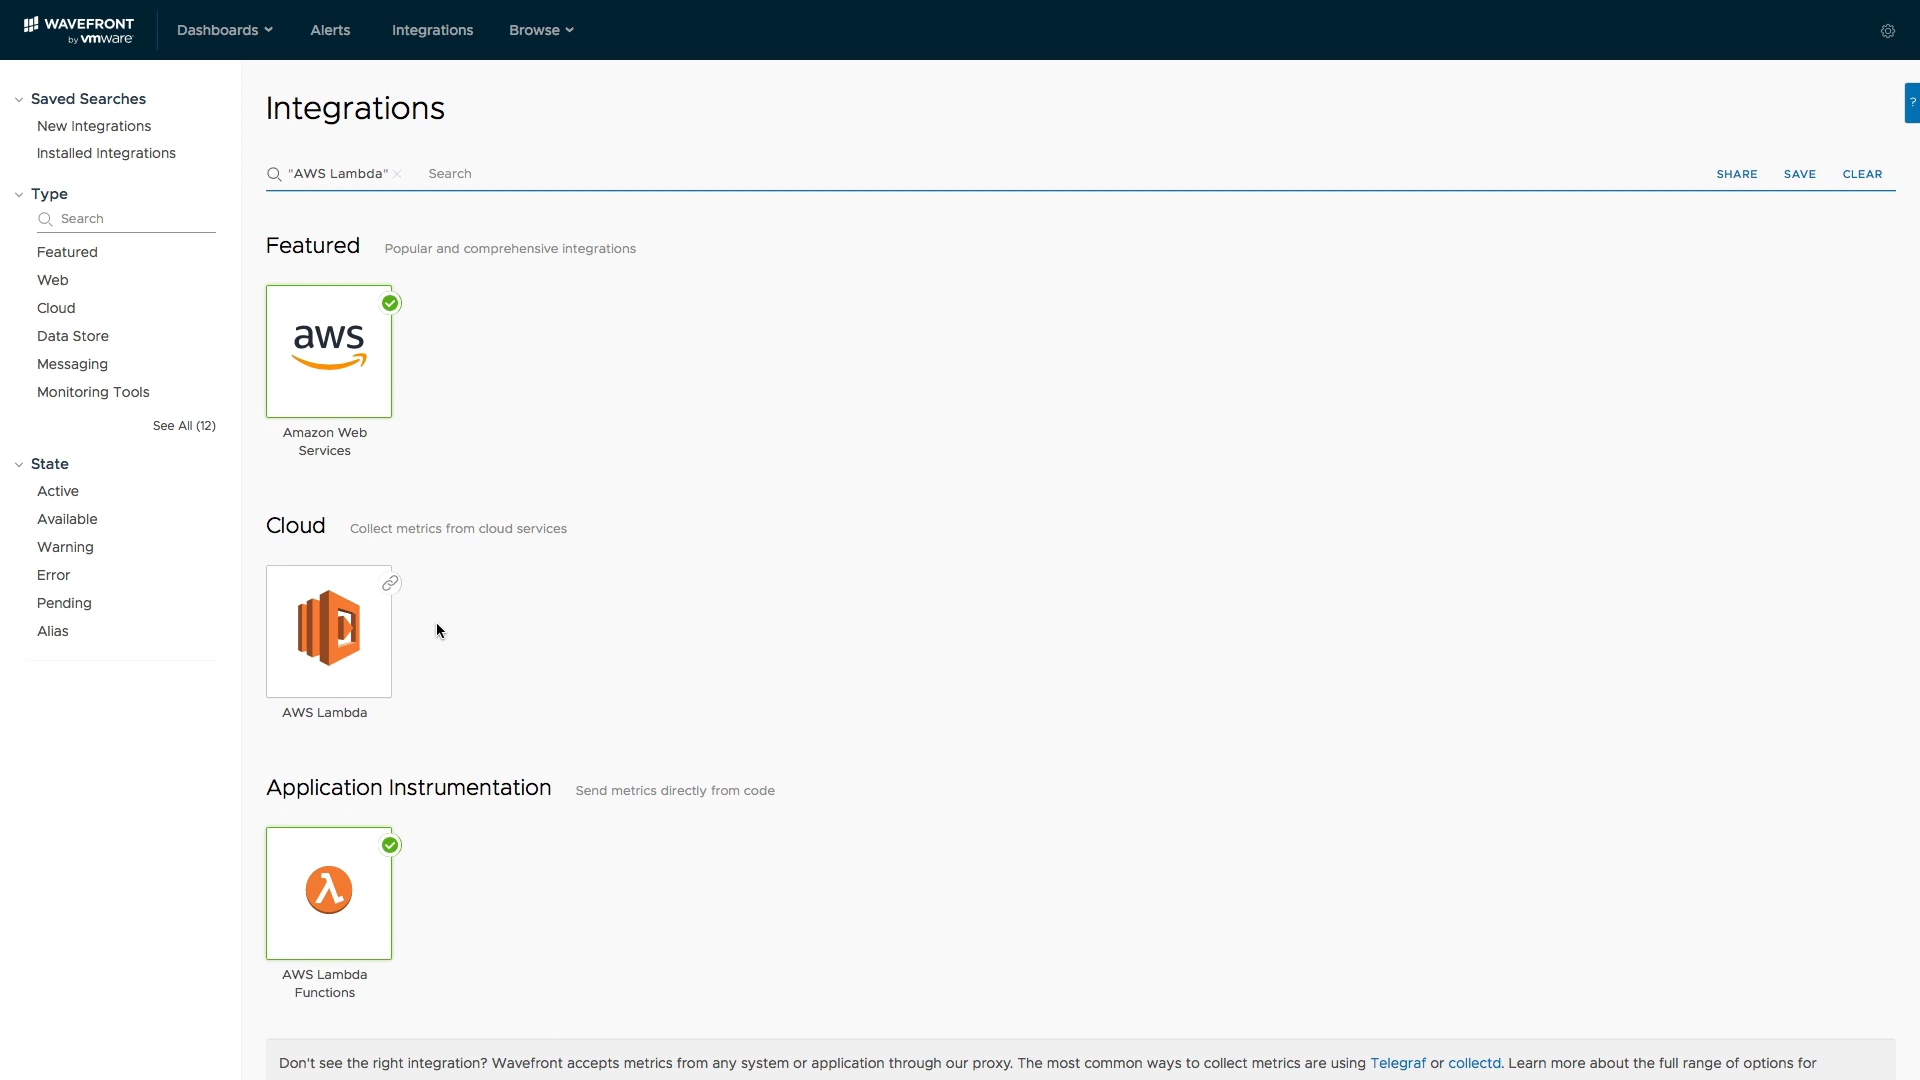 WAVEFRONT
by vmware
Dashboards
Alerts
Integrations
Browse
Saved Searches
New Integrations
Installed Integrations
Type
Search
Featured
Web
Cloud
Data Store
Messaging
Monitoring Tools
See All (12)
State
Active
Available
Warning
Error
Pending
Alias
Integrations
?
"AWS Lambda" Search
SHARE SAVE CLEAR
Featured Popular and comprehensive integrations
aws
Amazon Web
Services
Cloud Collect metrics from cloud services
AWS Lambda
Application Instrumentation Send metrics directly from code
λ
AWS Lambda
Functions
Don't see the right integration? Wavefront accepts metrics from any system or application through our proxy. The most common ways to collect metrics are using Telegraf or collectd. Learn more about the full range of options for